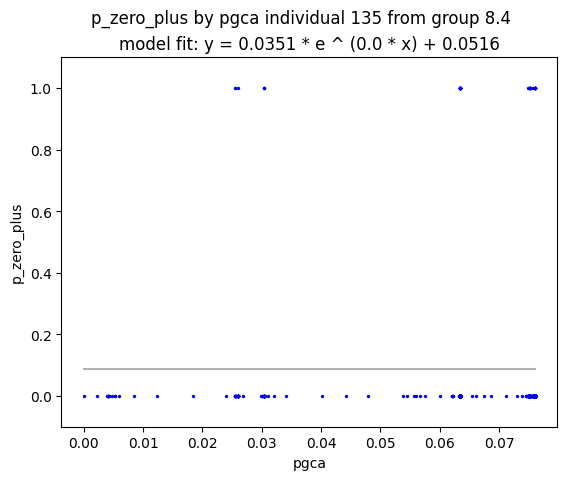 p_zero_plus by pgca individual 135 from group 8.4
model fit: y = 0.0351 * e ^ (0.0 * x) + 0.0516
1.0
0.8
p_zero_plus
0.6
0.4
0.2
0.0
0.00 0.01 0.02 0.03 0.04 0.05 0.06 0.07
pgca